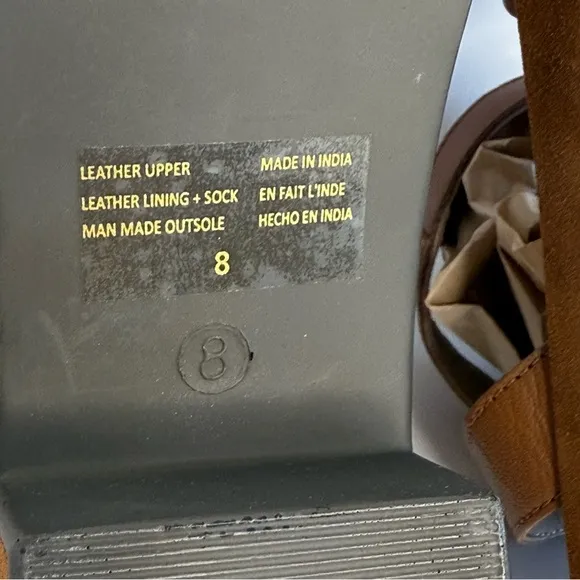 LEATHER UPPER
LEATHER LINING + SOCK
MAN MADE OUTSOLE
MADE IN INDIA
EN FAIT L'INDE
HECHO EN INDIA
8
8